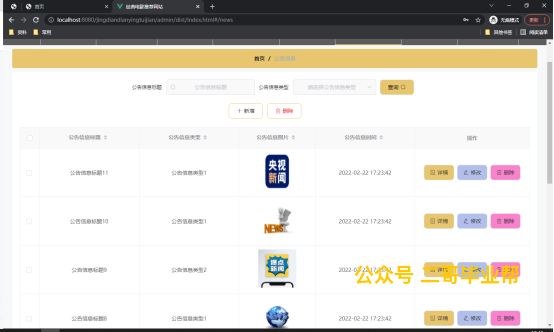 首页
经典电影推荐网站
localhost:8080/jingdiandianyingtuijian/admin/dist/index.html#/news
无痕模式
更新
资料
常用
其他书签
阅读清单
首页 / 公告信息
公告信息标题
公告信息标题
公告信息类型
请选择公告信息类型
查询
+ 新增
删除
公告信息标题
公告信息类型
公告信息图片
公告信息时间
操作
公告信息标题11
公告信息类型1
央视
新闻
2022-02-22 17:23:42
详情
修改
删除
公告信息标题10
公告信息类型1
NEWS
2022-02-22 17:23:42
详情
修改
删除
公告信息标题9
公告信息类型2
新闻
详情
修改
删除
公众号 二哥毕业帮
公告信息标题8
公告信息类型1
2022-02-22 17:23:42
详情
修改
删除